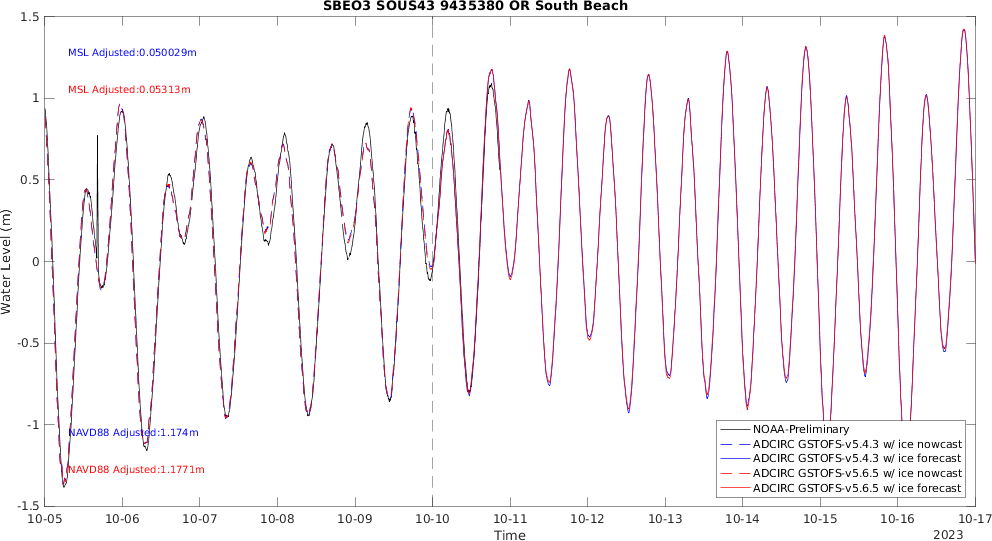 SBEO3 SOUS43 9435380 OR South Beach
MSL Adjusted:0.050029m
MSL Adjusted:0.05313m
NAVD88 Adjusted:1.174m
NAVD88 Adjusted:1.1771m
Water Level (m)
1.5
1
0.5
0
-0.5
-1
-1.5
NOAA-Preliminary
ADCIRC GSTOFS-v5.4.3 w/ ice nowcast
ADCIRC GSTOFS-v5.4.3 w/ ice forecast
ADCIRC GSTOFS-v5.6.5 w/ ice nowcast
ADCIRC GSTOFS-v5.6.5 w/ ice forecast
10-05 10-06 10-07 10-08 10-09 10-10 10-11 10-12 10-13 10-14 10-15 10-16 10-17
Time
2023